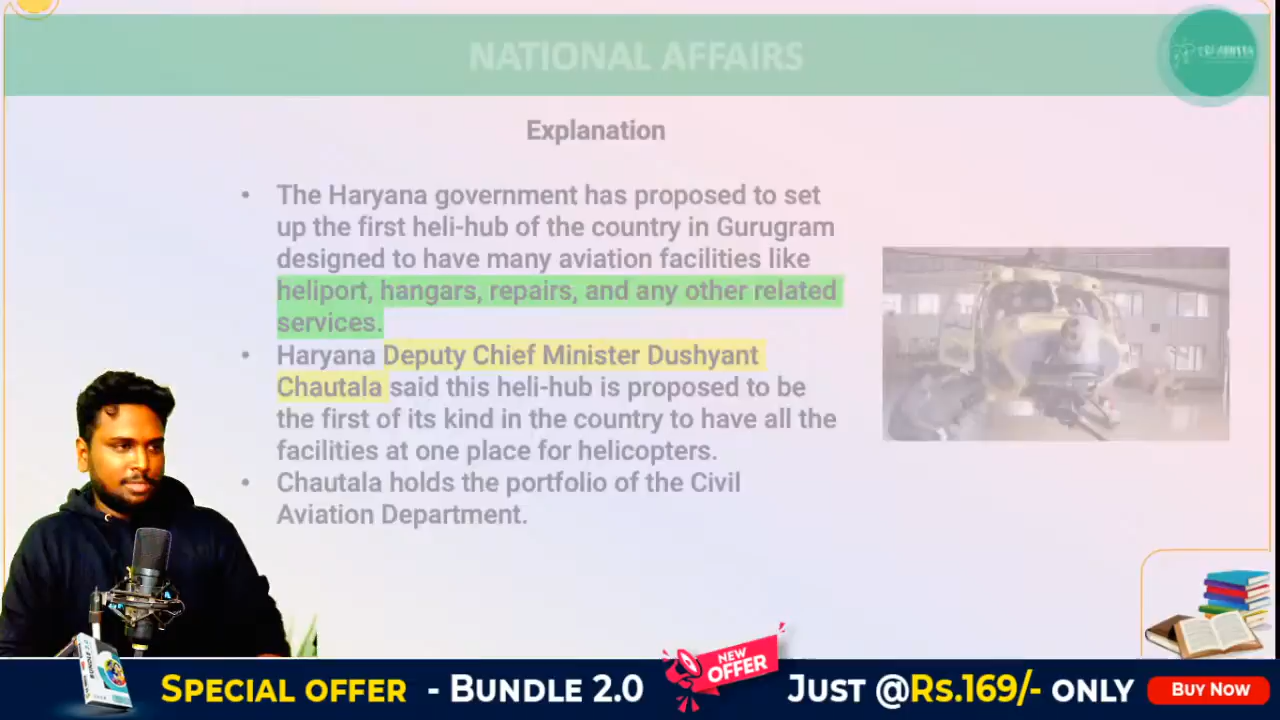 NATIONAL AFFAIRS
Explanation
• The Haryana government has proposed to set
up the first heli-hub of the country in Gurugram
designed to have many aviation facilities like
heliport, hangars, repairs, and any other related
services.
• Haryana Deputy Chief Minister Dushyant
Chautala said this heli-hub is proposed to be
the first of its kind in the country to have all the
facilities at one place for helicopters.
• Chautala holds the portfolio of the Civil
Aviation Department.
BUNDLE 2.0
SPECIAL OFFER - BUNDLE 2.0
NEW
OFFER
JUST @Rs.169/- ONLY
Buy Now